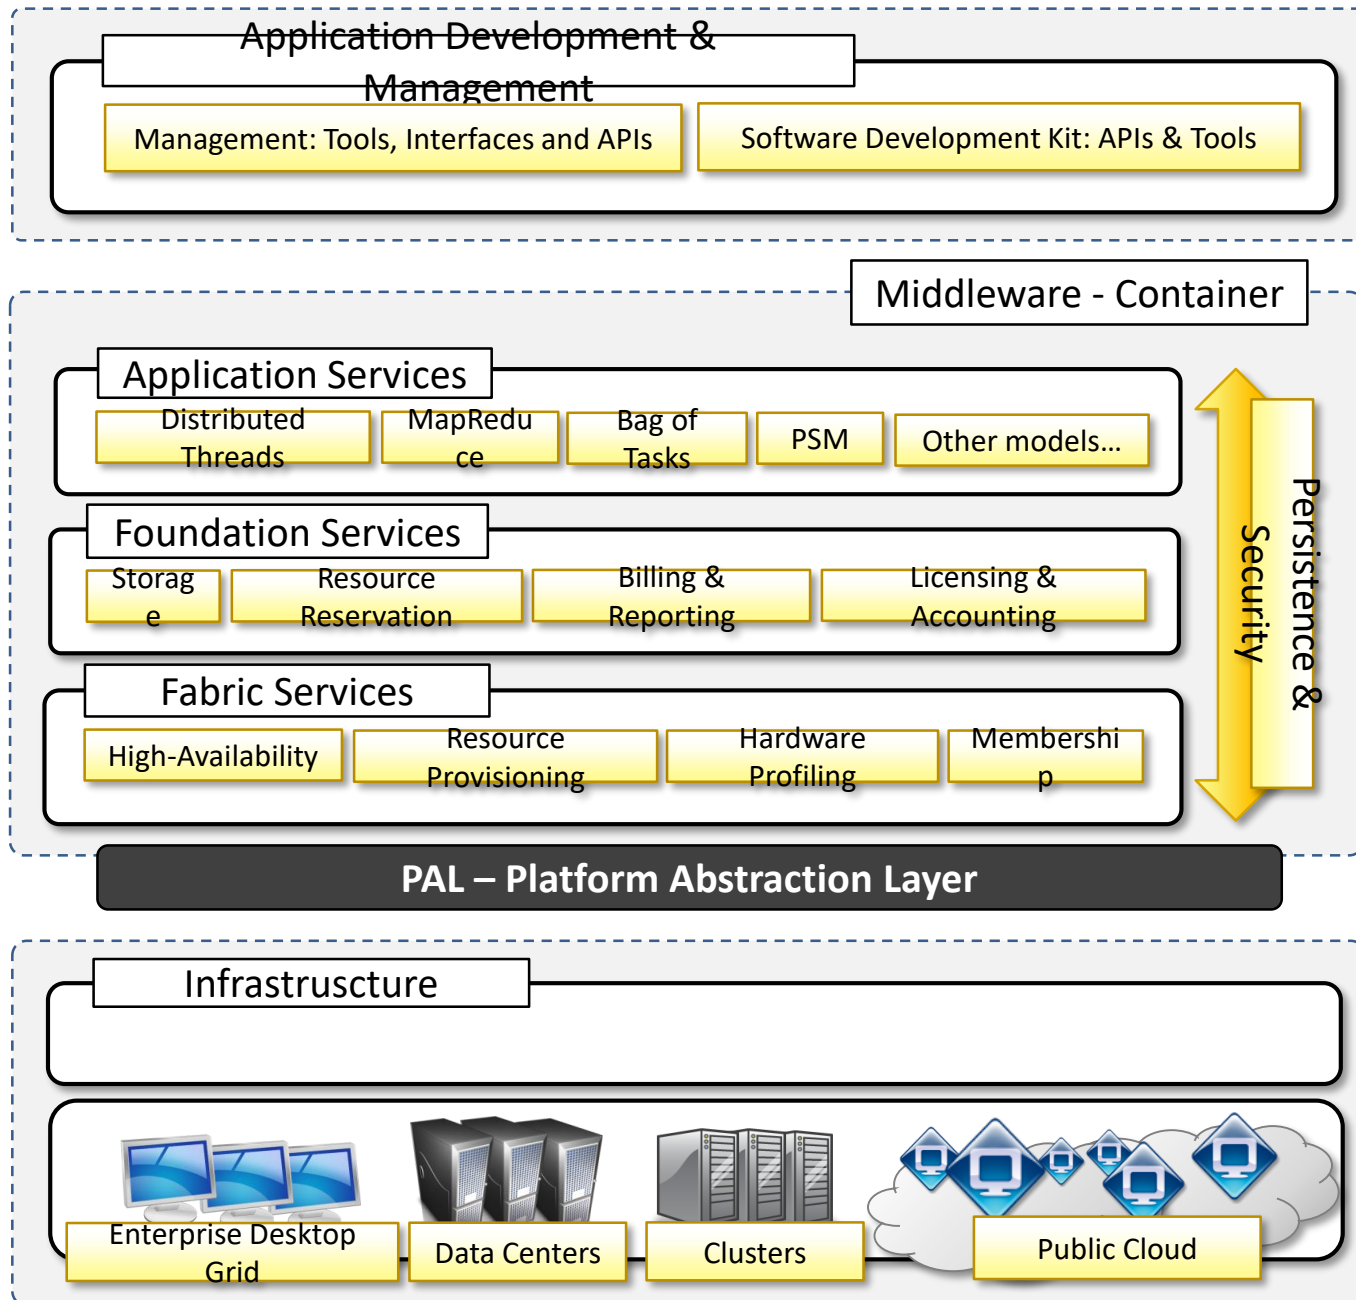 Application Development &
Management
Management: Tools, Interfaces and APIs
Software Development Kit: APIs & Tools
Middleware - Container
Application Services
Distributed
Threads
MapRedu
ce
Bag of
Tasks
PSM
Other models…
Foundation Services
Storag
e
Resource
Reservation
Billing &
Reporting
Licensing &
Accounting
Fabric Services
High-Availability
Resource
Provisioning
Hardware
Profiling
Membershi
p
Persistence &
Security
PAL – Platform Abstraction Layer
Infrastruscture
Enterprise Desktop
Grid
Data Centers
Clusters
Public Cloud